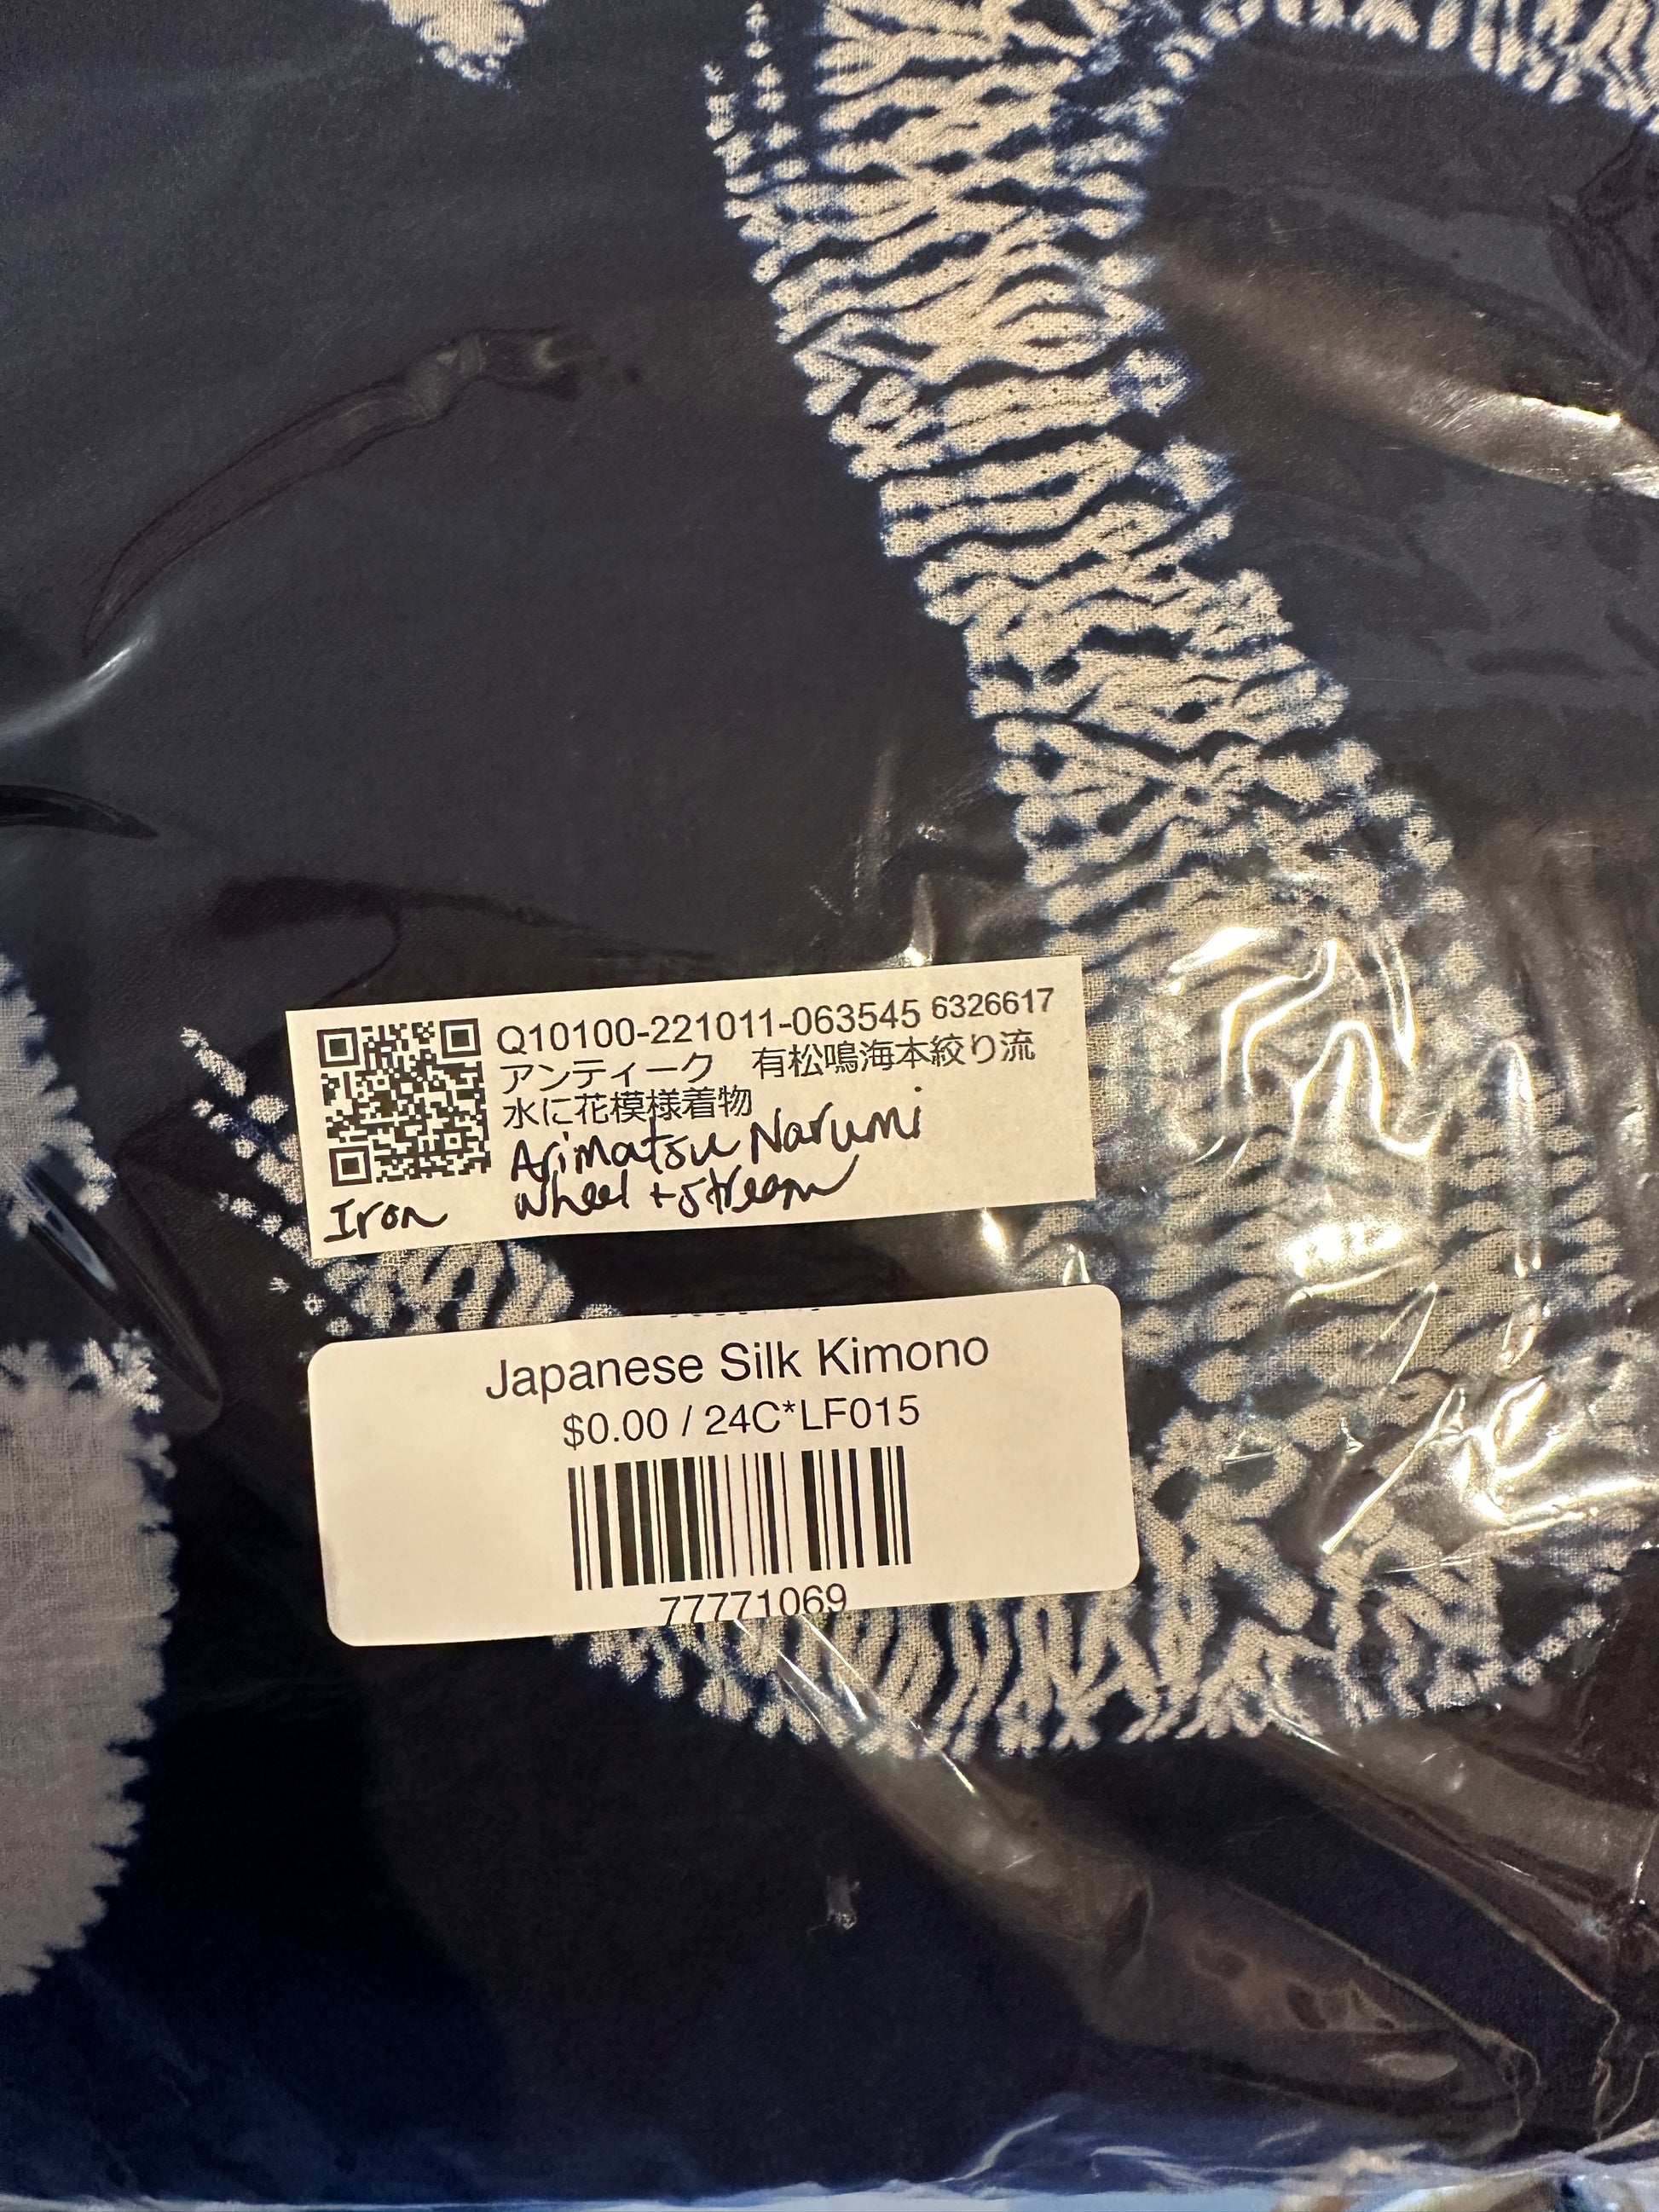 Q10100-221011-063545 6326617
アンティーク　有松鳴海本絞り流
水に花模様着物
Arimatsu Narumi
Wheel + Stream
Iron
Japanese Silk Kimono
$0.00 / 24C*LF015
77771069